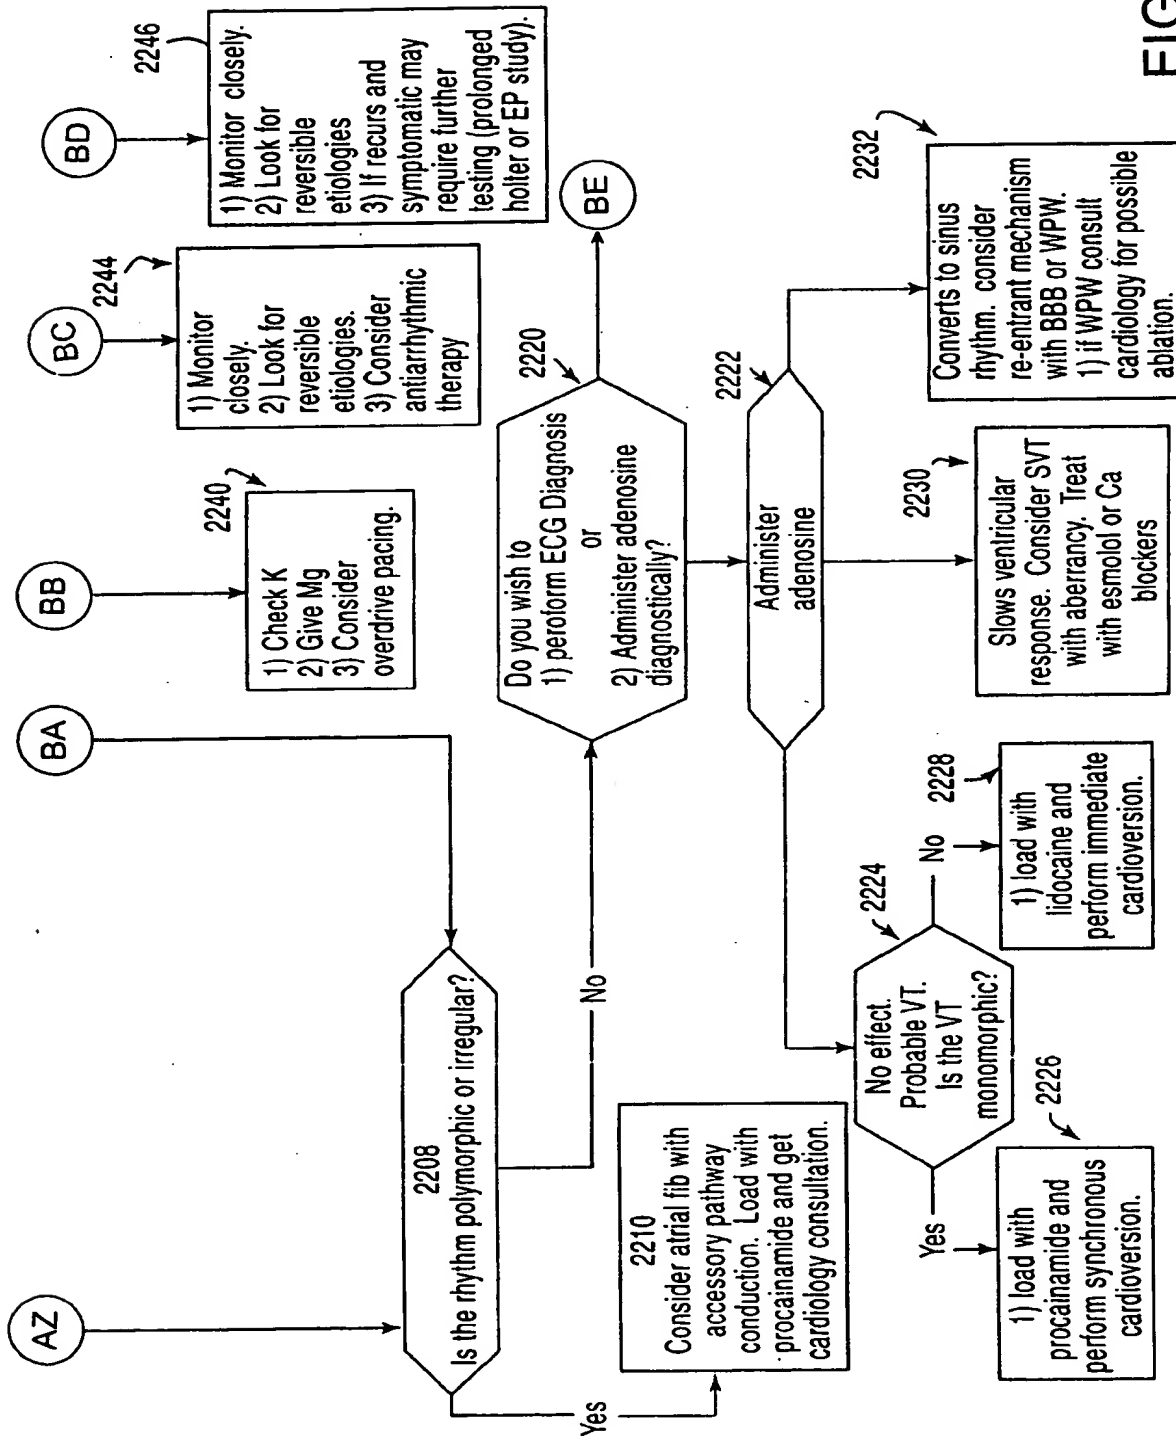 AZ
BA
BB
BC
BD
2208
Is the rhythm polymorphic or irregular?
Yes
No
2210
Consider atrial fib with
accessory pathway
conduction. Load with
procainamide and get
cardiology consultation.
2240
1) Check K
2) Give Mg
3) Consider
overdrive pacing.
2244
1) Monitor
closely.
2) Look for
reversible
etiologies.
3) Consider
antiarrhythmic
therapy
2246
1) Monitor closely.
2) Look for
reversible
etiologies
3) If recurs and
symptomatic may
require further
testing (prolonged
holter or EP study).
2220
Do you wish to
1) peroform ECG Diagnosis
or
2) Administer adenosine
diagnostically?
BE
2222
Administer
adenosine
2224
No effect.
Probable VT.
Is the VT
monomorphic?
Yes
No
2226
1) load with
procainamide and
perform synchronous
cardioversion.
2228
1) load with
lidocaine and
perform immediate
cardioversion.
2230
Slows ventricular
response. Consider SVT
with aberrancy. Treat
with esmolol or Ca
blockers
2232
Converts to sinus
rhythm. consider
re-entrant mechanism
with BBB or WPW.
1) if WPW consult
cardiology for possible
ablation.
FIG